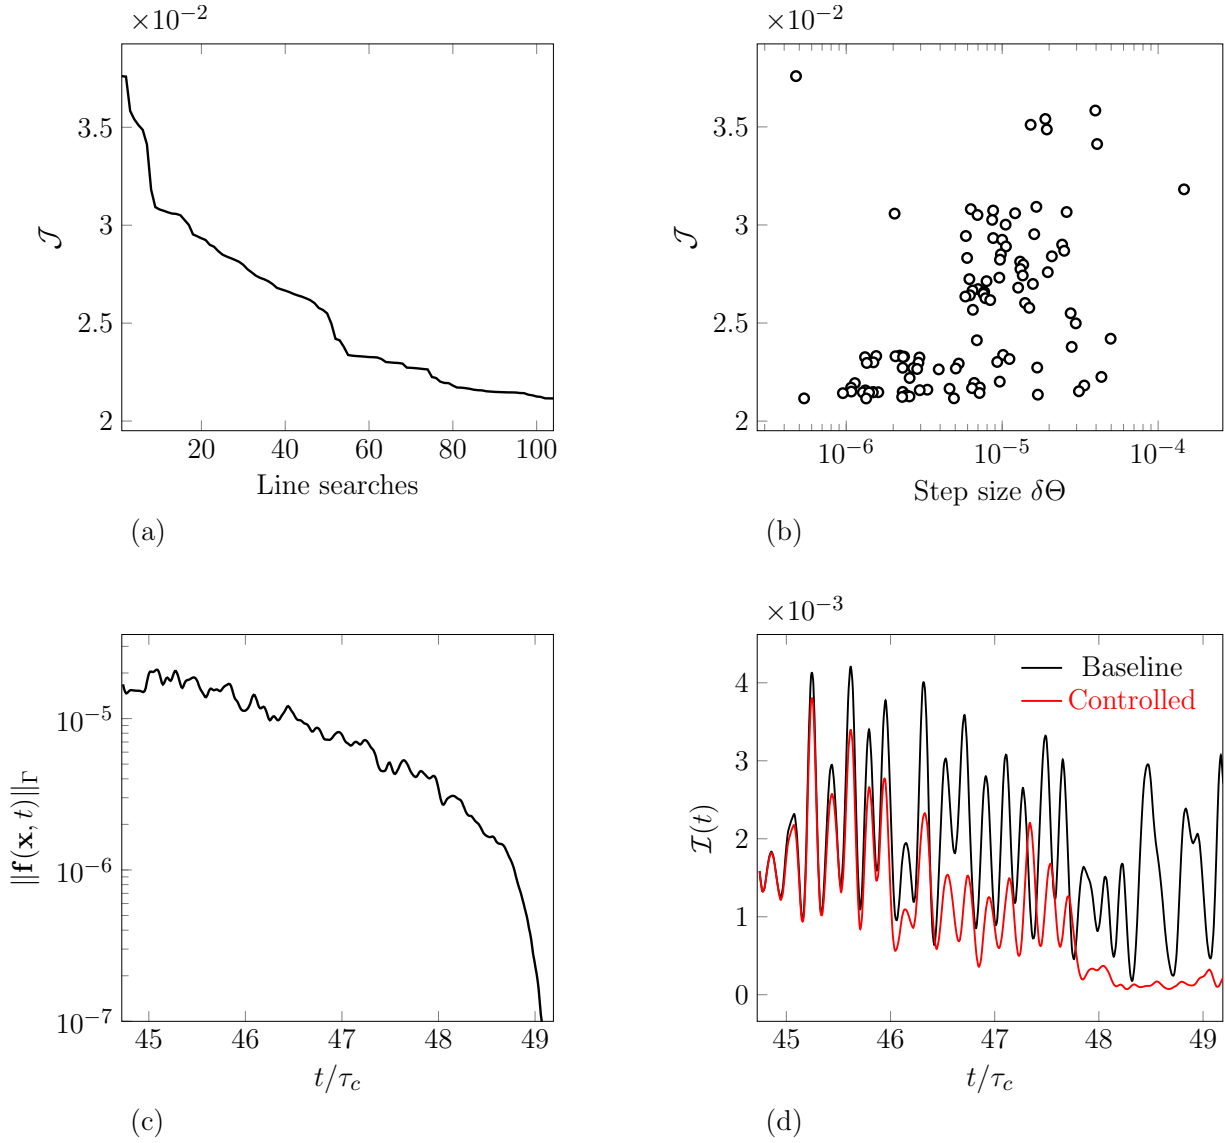 ×10⁻²
3.5
3
2.5
2
𝒥
20 40 60 80 100
Line searches
(a)
×10⁻²
3.5
3
2.5
2
𝒥
10⁻⁶ 10⁻⁵ 10⁻⁴
Step size δΘ
(b)
10⁻⁵
10⁻⁶
10⁻⁷
||f(x, t)||_Γ
45 46 47 48 49
t/τ_c
(c)
×10⁻³
4
3
2
1
0
ℐ(t)
Baseline
Controlled
45 46 47 48 49
t/τ_c
(d)